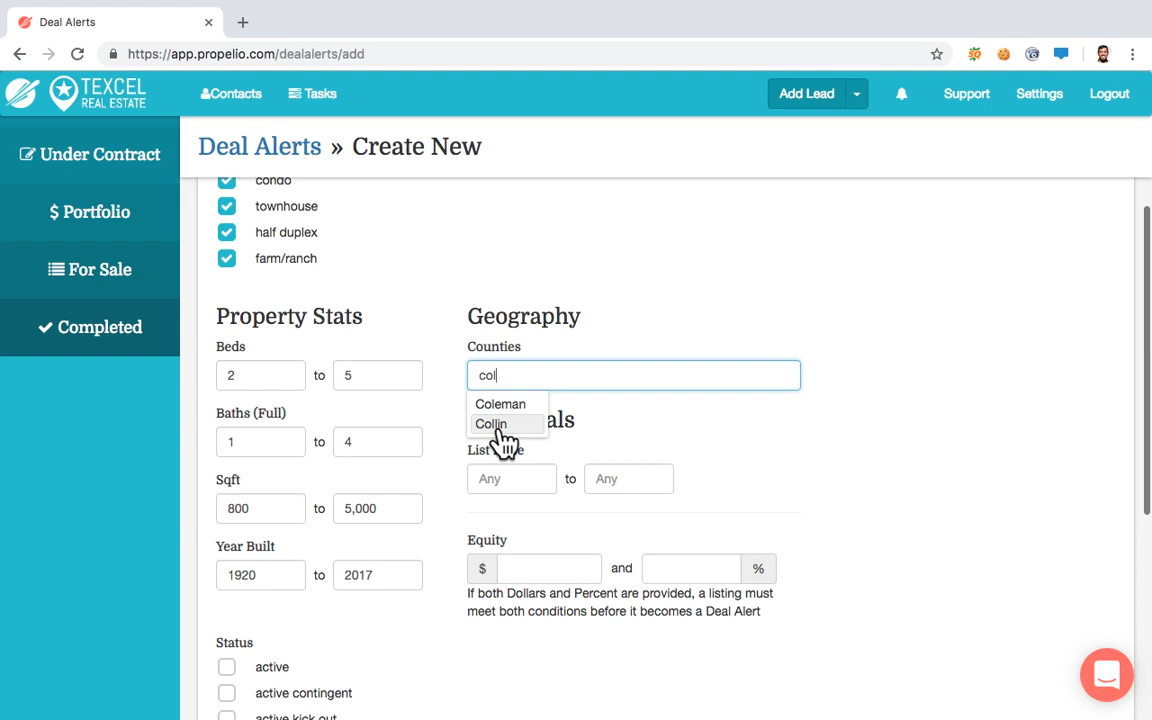 Deal Alerts
https://app.propelio.com/dealalerts/add
TEXCEL
REAL ESTATE
Contacts
Tasks
Add Lead
Support
Settings
Logout
Under Contract
$ Portfolio
For Sale
Completed
Deal Alerts » Create New
condo
townhouse
half duplex
farm/ranch
Property Stats
Beds
2 to 5
Baths (Full)
1 to 4
Sqft
800 to 5,000
Year Built
1920 to 2017
Status
active
active contingent
active kick out
Geography
Counties
col
Coleman
Collin
Any to Any
Equity
$ and %
If both Dollars and Percent are provided, a listing must
meet both conditions before it becomes a Deal Alert